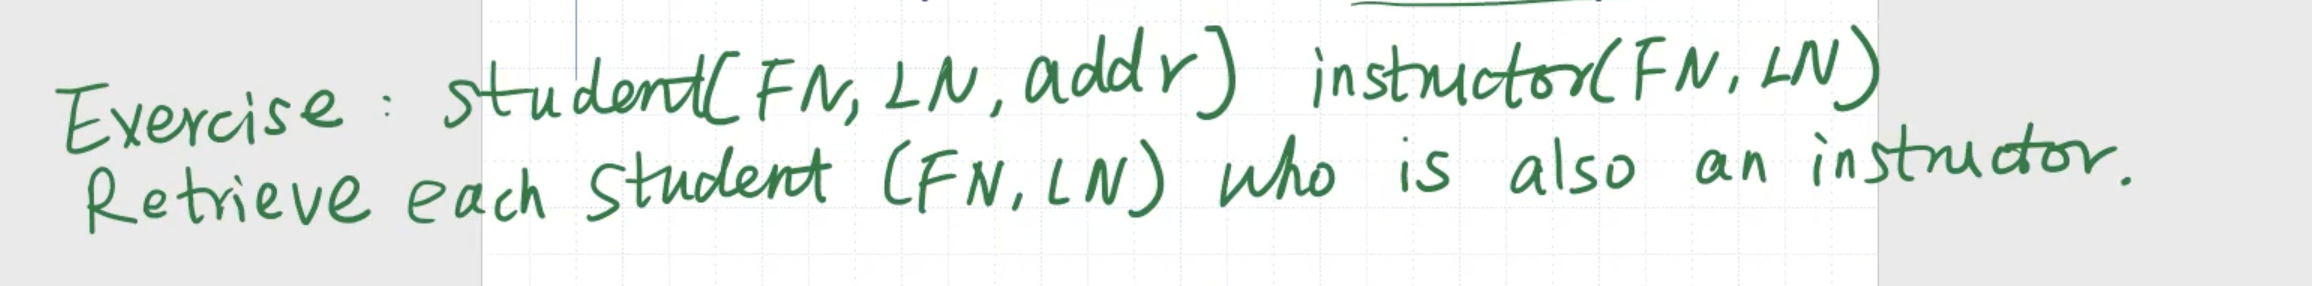 Exercise: student(FN, LN, addr) instructor(FN, LN)
Retrieve each student (FN, LN) who is also an instructor.